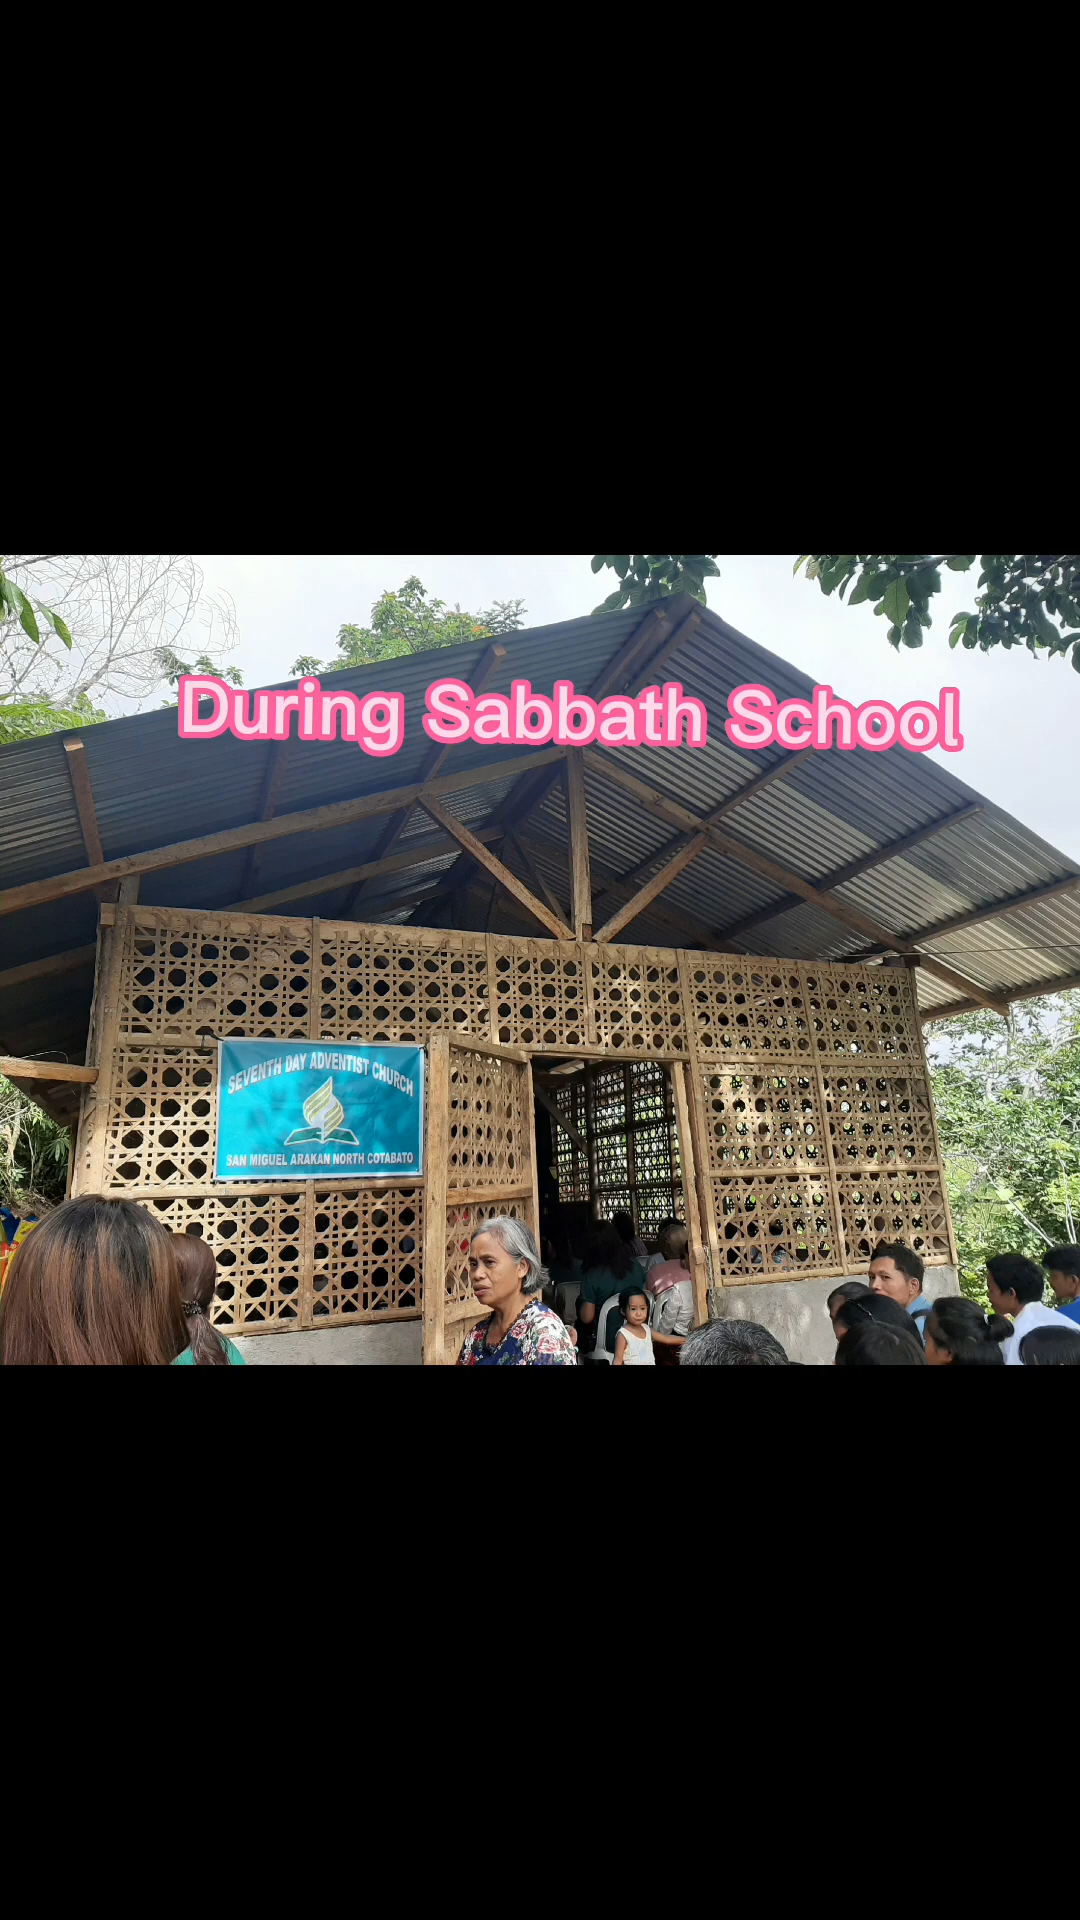 During Sabbath School
SEVENTH DAY ADVENTIST CHURCH
SAN MIGUEL ARAKAN NORTH COTABATO